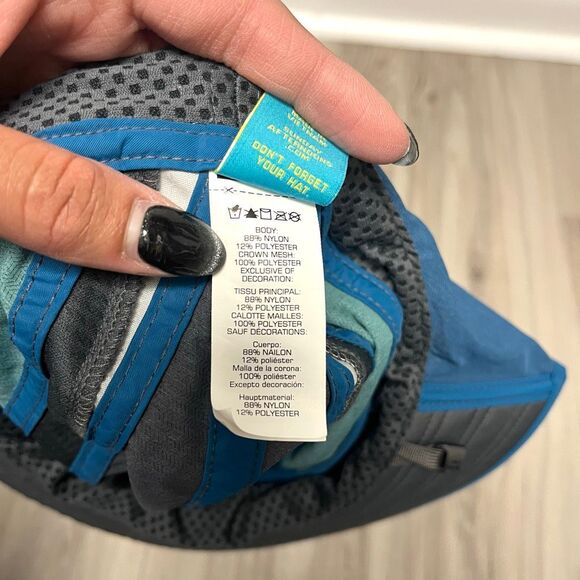 VIETNAM
SUNDAY
AFTERNOONS
.COM
DON'T FORGET
YOUR HAT.
BODY:
88% NYLON
12% POLYESTER
CROWN MESH:
100% POLYESTER
EXCLUSIVE OF
DECORATION:
TISSU PRINCIPAL:
88% NYLON
12% POLYESTER
CALOTTE MAILLES:
100% POLYESTER
SAUF DÉCORATIONS:
Cuerpo:
88% NAILON
12% poliéster
Malla de la corona:
100% poliéster
Excepto decoración:
Hauptmaterial:
88% NYLON
12% POLYESTER